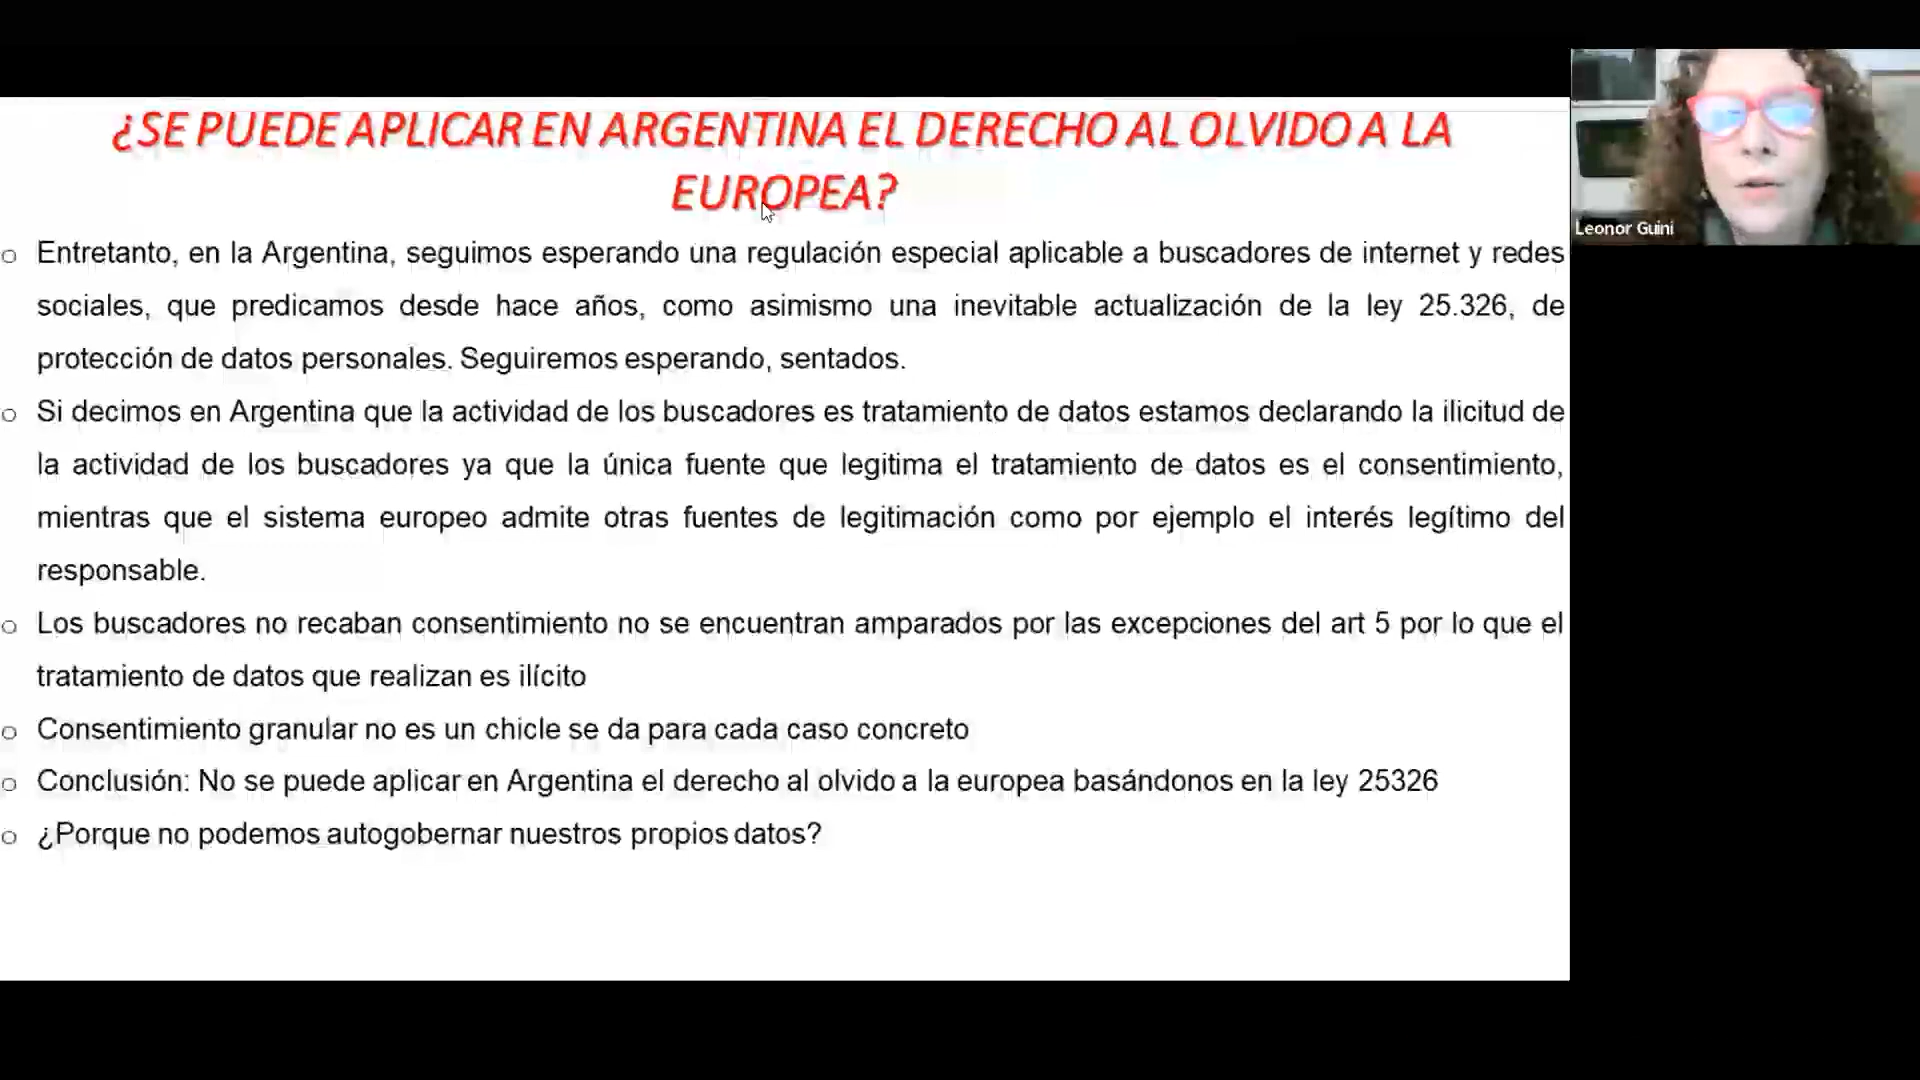 ¿SE PUEDE APLICAR EN ARGENTINA EL DERECHO AL OLVIDO A LA
EUROPEA?
o Entretanto, en la Argentina, seguimos esperando una regulación especial aplicable a buscadores de internet y redes
sociales, que predicamos desde hace años, como asimismo una inevitable actualización de la ley 25.326, de
protección de datos personales. Seguiremos esperando, sentados.
o Si decimos en Argentina que la actividad de los buscadores es tratamiento de datos estamos declarando la ilicitud de
la actividad de los buscadores ya que la única fuente que legitima el tratamiento de datos es el consentimiento,
mientras que el sistema europeo admite otras fuentes de legitimación como por ejemplo el interés legítimo del
responsable.
o Los buscadores no recaban consentimiento no se encuentran amparados por las excepciones del art 5 por lo que el
tratamiento de datos que realizan es ilícito
o Consentimiento granular no es un chicle se da para cada caso concreto
o Conclusión: No se puede aplicar en Argentina el derecho al olvido a la europea basándonos en la ley 25326
o ¿Porque no podemos autogobernar nuestros propios datos?
Leonor Guini